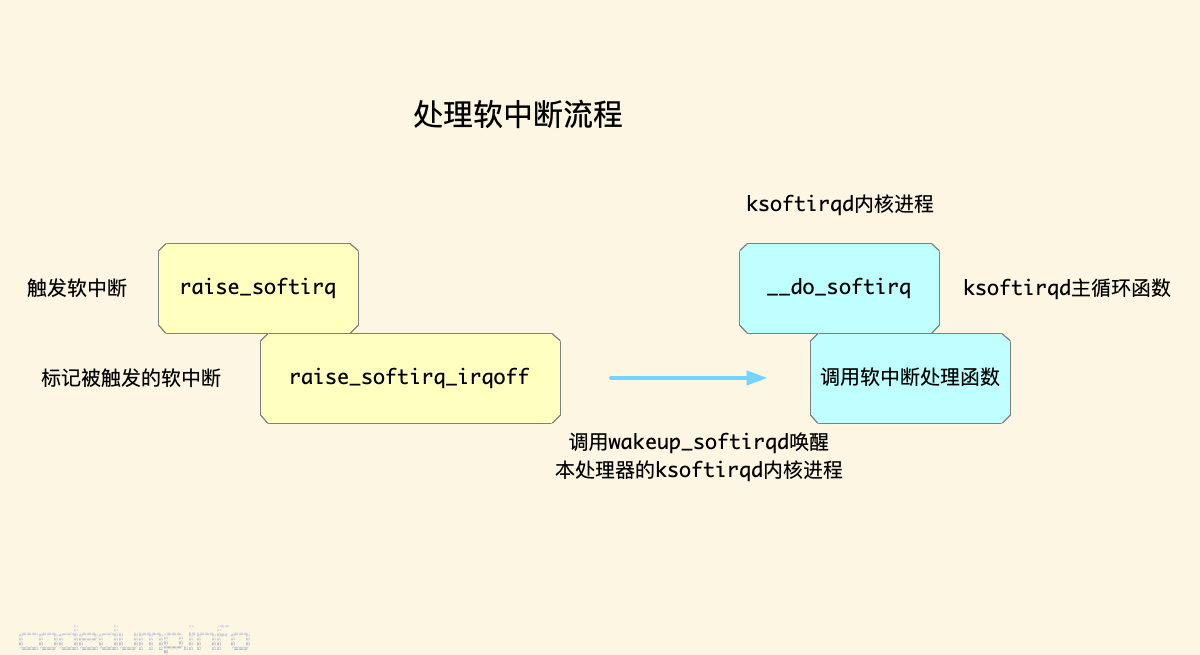 处理软中断流程
ksoftirqd内核进程
触发软中断
raise_softirq
__do_softirq
ksoftirqd主循环函数
标记被触发的软中断
raise_softirq_irqoff
调用软中断处理函数
调用wakeup_softirqd唤醒
本处理器的ksoftirqd内核进程
codedump.info